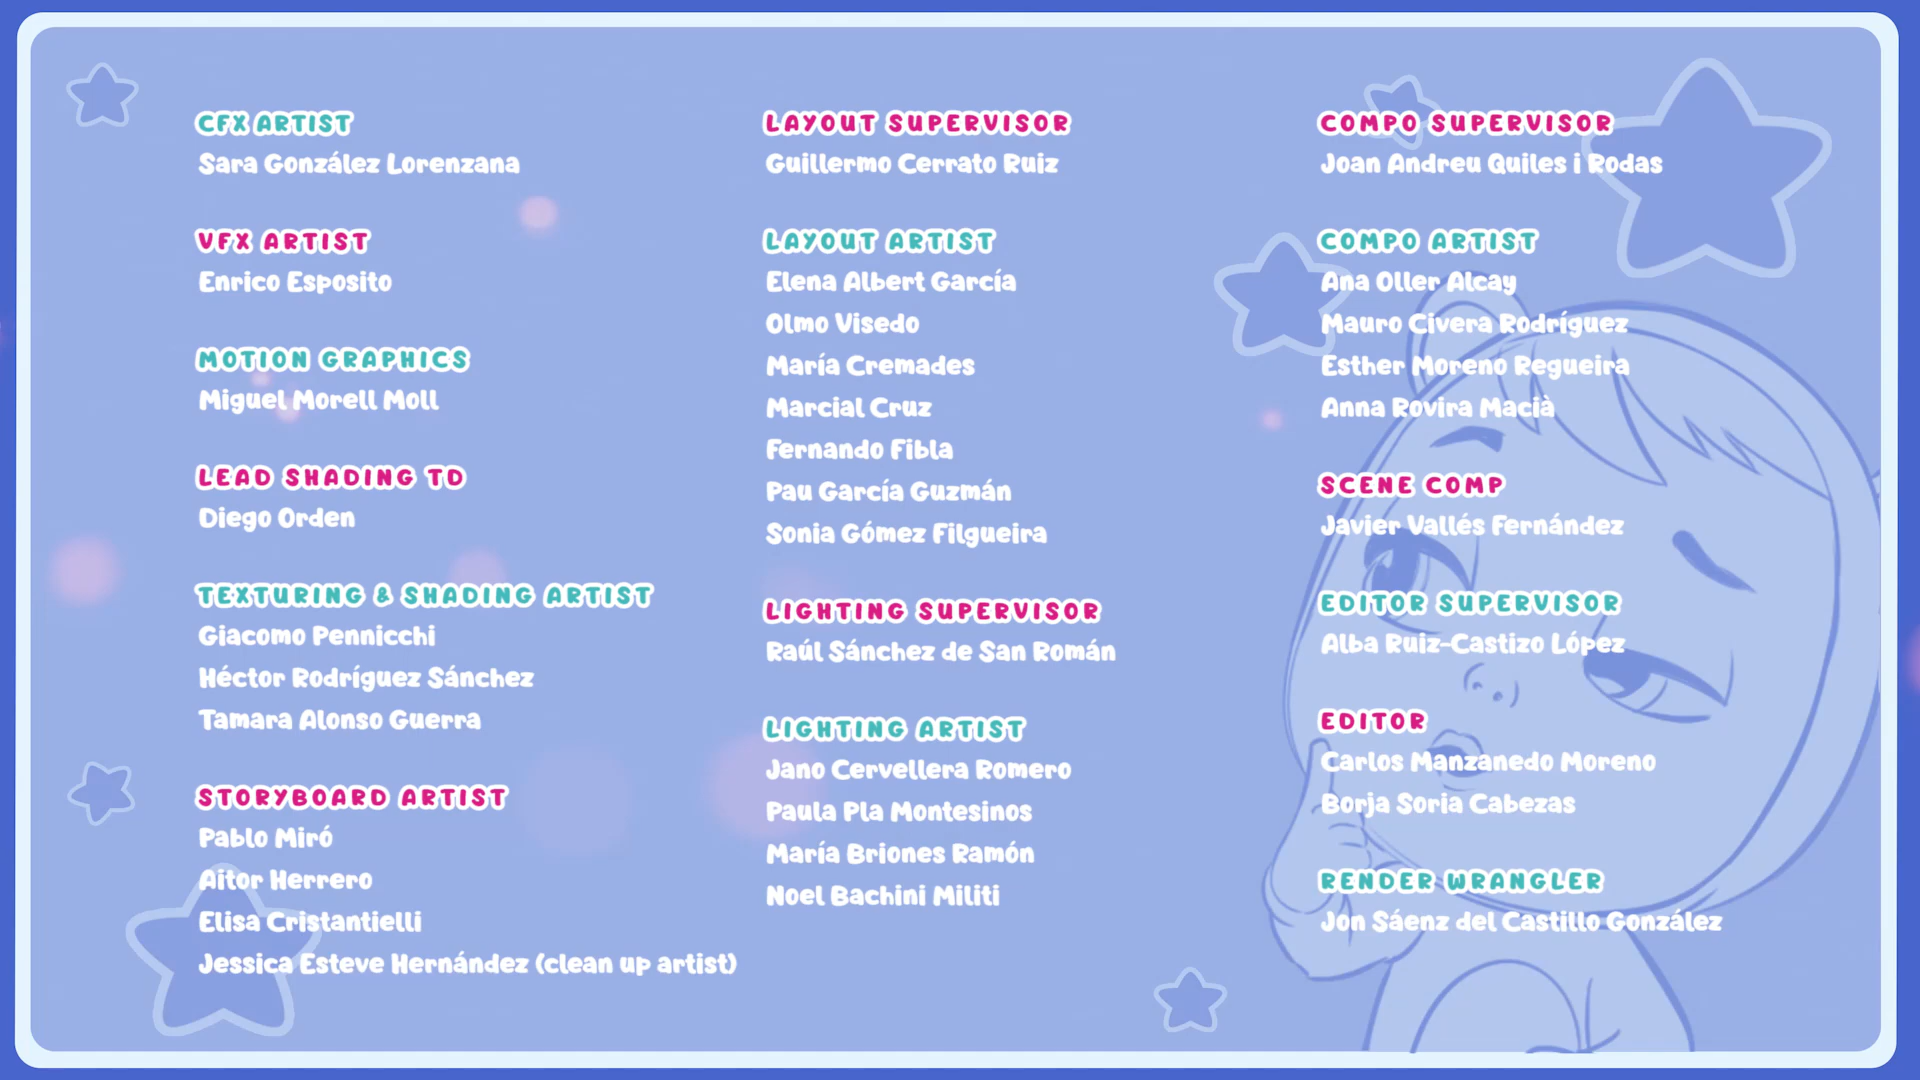 CFX ARTIST
Sara González Lorenzana
VFX ARTIST
Enrico Esposito
MOTION GRAPHICS
Miguel Morell Moll
LEAD SHADING TD
Diego Orden
TEXTURING & SHADING ARTIST
Giacomo Pennicchi
Héctor Rodríguez Sánchez
Tamara Alonso Guerra
STORYBOARD ARTIST
Pablo Miró
Aitor Herrero
Elisa Cristantielli
Jessica Esteve Hernández (clean up artist)
LAYOUT SUPERVISOR
Guillermo Cerrato Ruiz
LAYOUT ARTIST
Elena Albert García
Olmo Visedo
María Cremades
Marcial Cruz
Fernando Fibla
Pau García Guzmán
Sonia Gómez Filgueira
LIGHTING SUPERVISOR
Raúl Sánchez de San Román
LIGHTING ARTIST
Jano Cervellera Romero
Paula Pla Montesinos
María Briones Ramón
Noel Bachini Militi
COMPO SUPERVISOR
Joan Andreu Quiles i Rodas
COMPO ARTIST
Ana Oller Alcay
Mauro Civera Rodríguez
Esther Moreno Regueira
Anna Rovira Macià
SCENE COMP
Javier Vallés Fernández
EDITOR SUPERVISOR
Alba Ruiz-Castizo López
EDITOR
Carlos Manzanedo Moreno
Borja Soria Cabezas
RENDER WRANGLER
Jon Sáenz del Castillo González